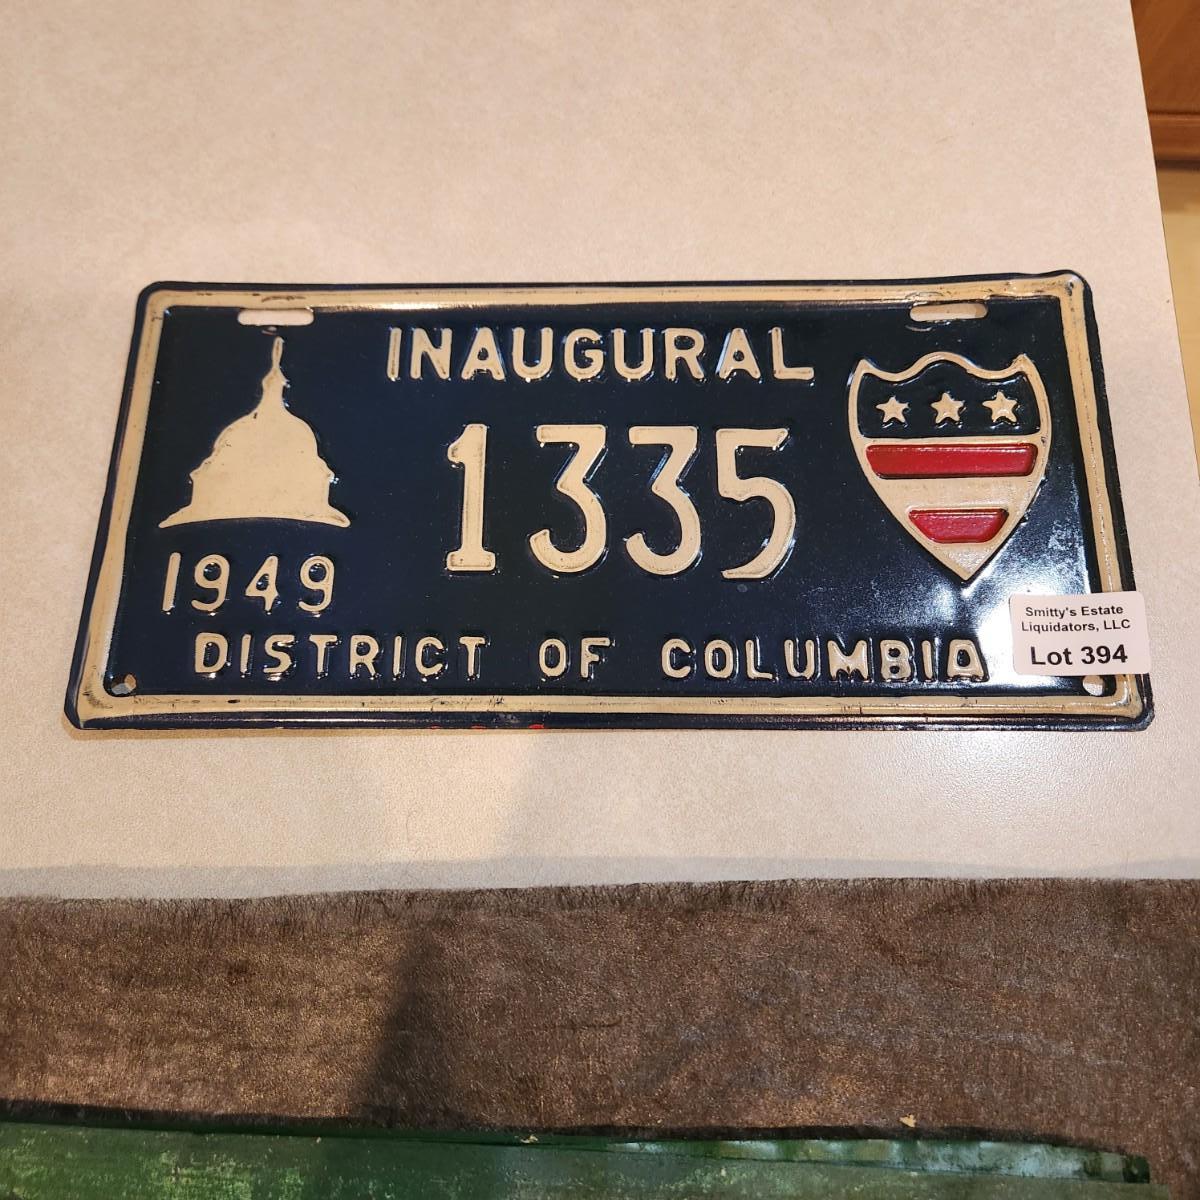 INAUGURAL
1335
1949
DISTRICT OF COLUMBIA
Smitty's Estate
Liquidators, LLC
Lot 394